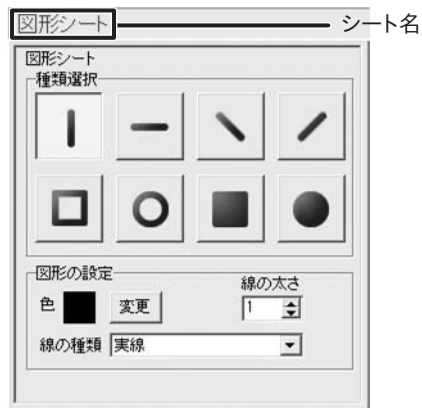 図形シート シート名
図形シート
種類選択
図形の設定
線の太さ
色 変更 1
線の種類 実線